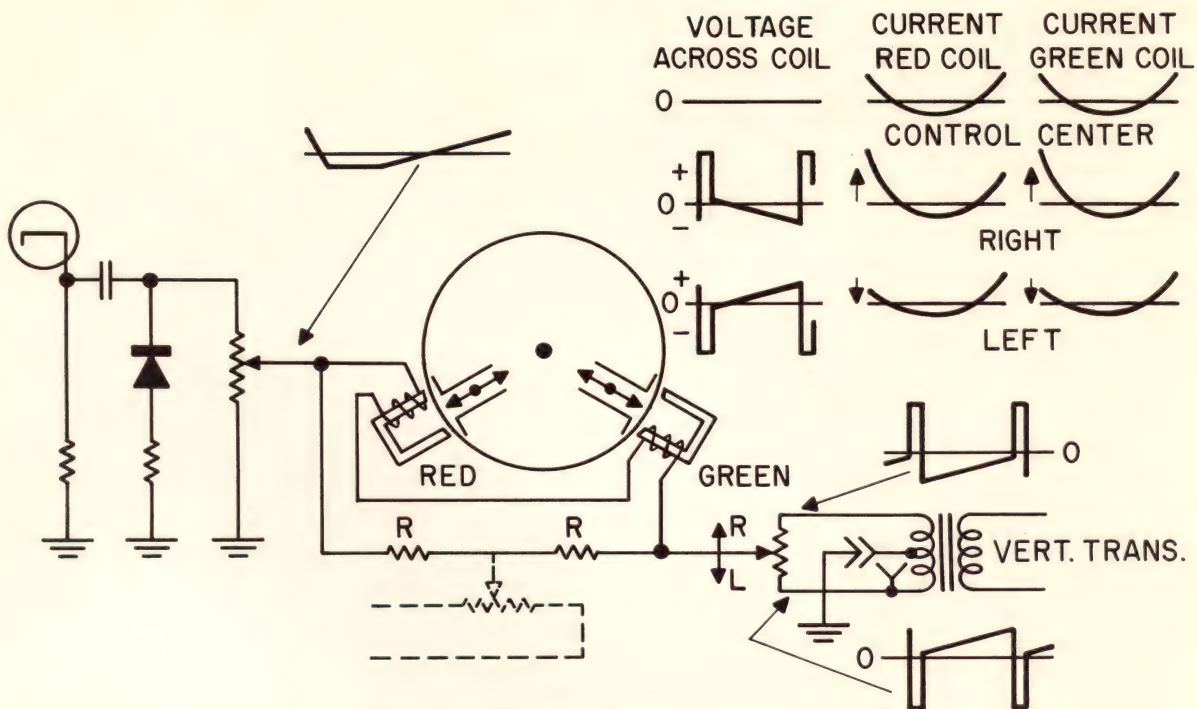 VOLTAGE ACROSS COIL
CURRENT RED COIL
CURRENT GREEN COIL
0
CONTROL CENTER
+
0
-
RIGHT
+
0
-
LEFT
RED
GREEN
0
R
R
R
L
VERT. TRANS.
0